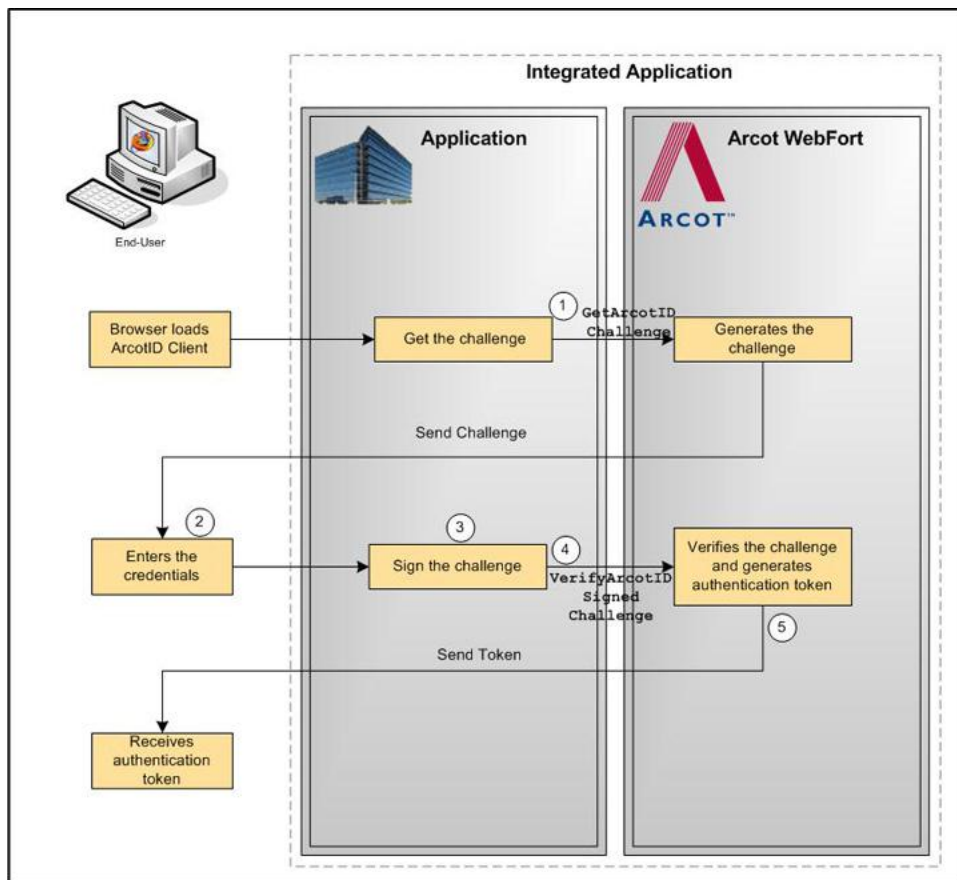 Integrated Application
Application
Arcot WebFort
ARCOT™
End-User
1
GetArcotID
Challenge
Browser loads
ArcotID Client
Get the challenge
Generates the
challenge
Send Challenge
2
Enters the
credentials
3
Sign the challenge
4
VerifyArcotID
Signed
Challenge
Verifies the challenge
and generates
authentication token
5
Send Token
Receives
authentication
token